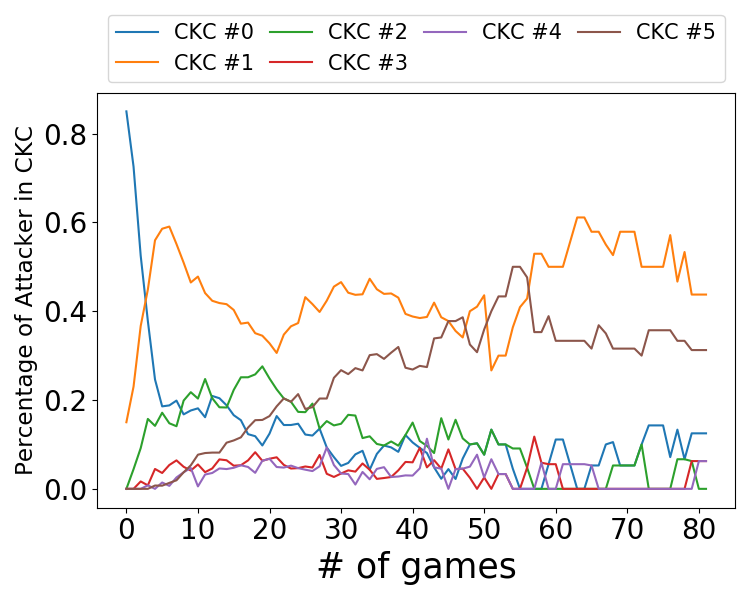 CKC #0 CKC #2 CKC #4 CKC #5
CKC #1 CKC #3
Percentage of Attacker in CKC
0.8
0.6
0.4
0.2
0.0
0 10 20 30 40 50 60 70 80
# of games